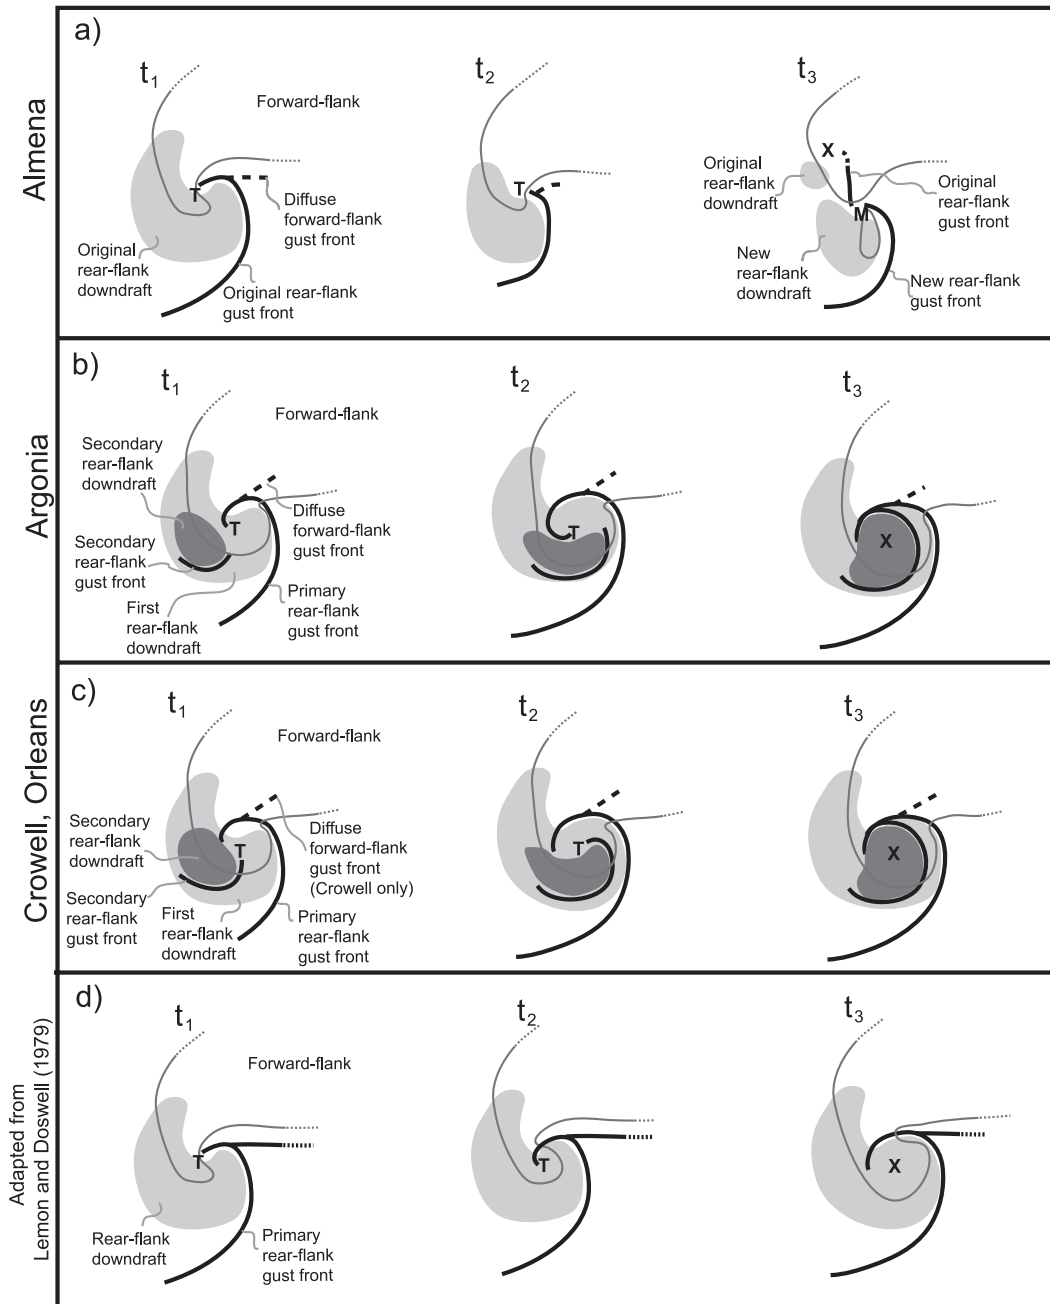 Almena
a)
t1
t2
t3
Forward-flank
T
Diffuse
forward-flank
gust front
Original
rear-flank
downdraft
Original rear-flank
gust front
T
X
Original
rear-flank
downdraft
Original
rear-flank
gust front
M
New
rear-flank
downdraft
New rear-flank
gust front
Argonia
b)
t1
t2
t3
Forward-flank
Secondary
rear-flank
downdraft
T
Diffuse
forward-flank
gust front
Secondary
rear-flank
gust front
First
rear-flank
downdraft
Primary
rear-flank
gust front
T
X
Crowell, Orleans
c)
t1
t2
t3
Forward-flank
Secondary
rear-flank
downdraft
T
Diffuse
forward-flank
gust front
(Crowell only)
Secondary
rear-flank
gust front
First
rear-flank
downdraft
Primary
rear-flank
gust front
T
X
Adapted from
Lemon and Doswell (1979)
d)
t1
t2
t3
Forward-flank
T
Rear-flank
downdraft
Primary
rear-flank
gust front
T
X